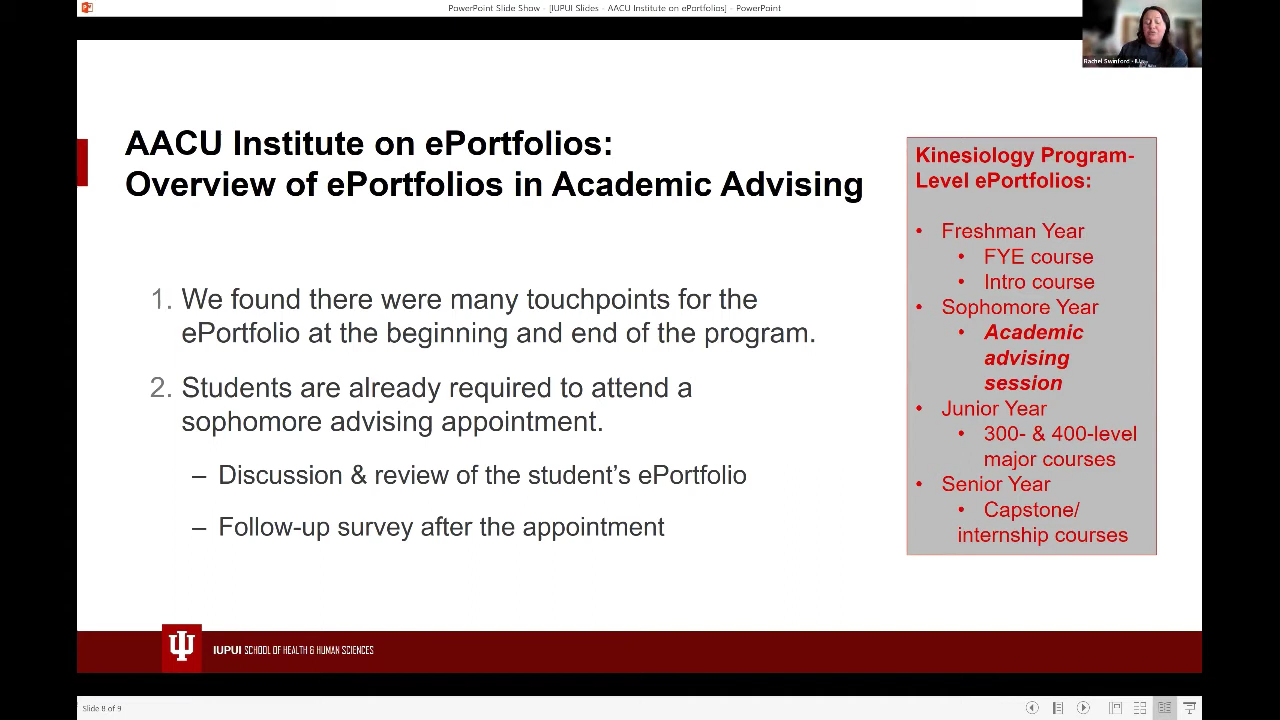 PowerPoint Slide Show - [IUPUI Slides - AACU Institute on ePortfolios] - PowerPoint
Rachel Swinford - IU...
AACU Institute on ePortfolios:
Overview of ePortfolios in Academic Advising
1. We found there were many touchpoints for the
ePortfolio at the beginning and end of the program.
2. Students are already required to attend a
sophomore advising appointment.
– Discussion & review of the student’s ePortfolio
– Follow-up survey after the appointment
Kinesiology Program-
Level ePortfolios:
• Freshman Year
• FYE course
• Intro course
• Sophomore Year
• Academic
advising
session
• Junior Year
• 300- & 400-level
major courses
• Senior Year
• Capstone/
internship courses
IUPUI SCHOOL OF HEALTH & HUMAN SCIENCES
Slide 8 of 9